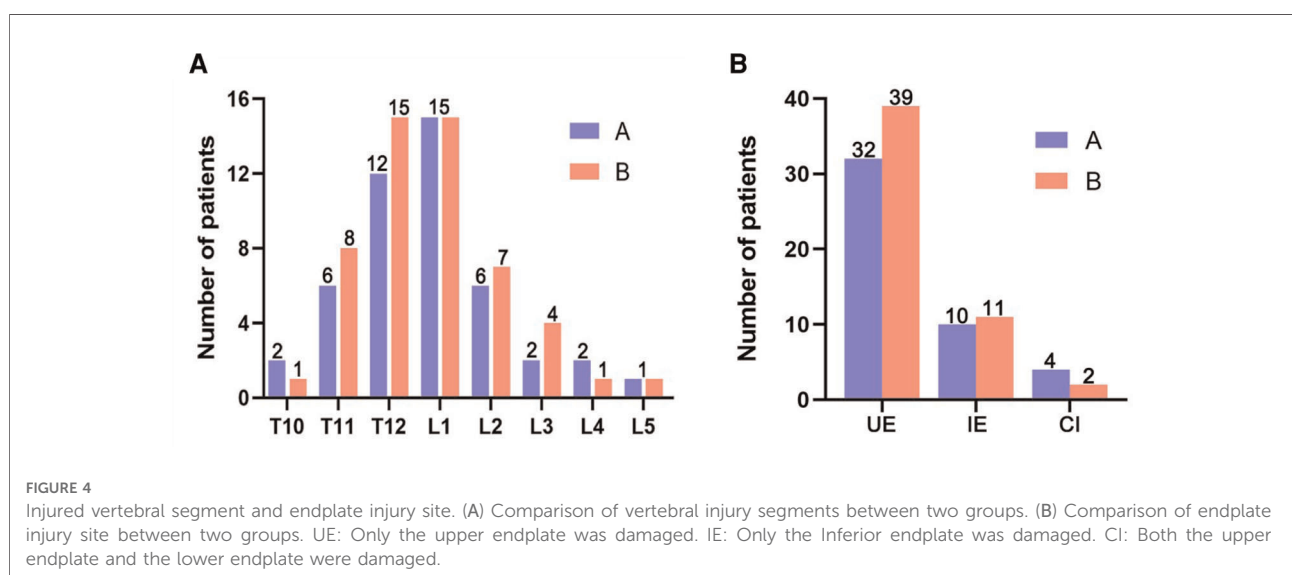 A
B
Number of patients
16
12
8
4
0
2
1
6
8
12
15
15
6
7
2
4
2
1
1
T10 T11 T12 L1 L2 L3 L4 L5
A
B
Number of patients
40
30
20
10
0
32
39
10
11
4
2
UE IE CI
A
B
FIGURE 4
Injured vertebral segment and endplate injury site. (A) Comparison of vertebral injury segments between two groups. (B) Comparison of endplate
injury site between two groups. UE: Only the upper endplate was damaged. IE: Only the Inferior endplate was damaged. CI: Both the upper
endplate and the lower endplate were damaged.